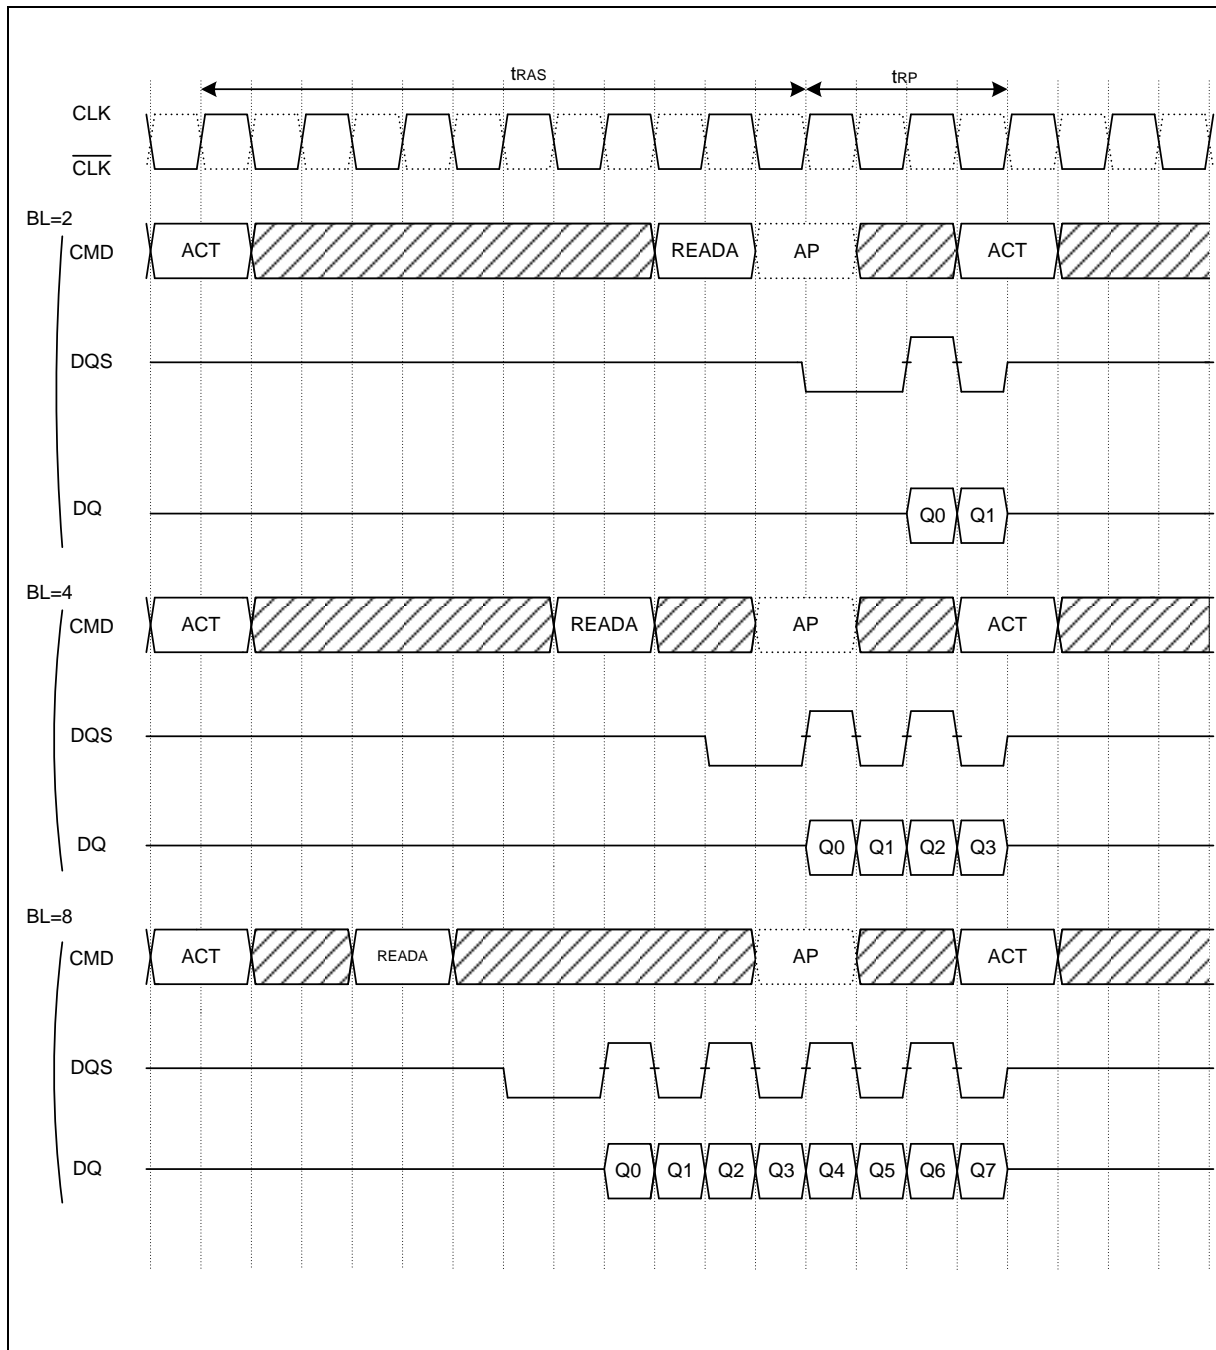 tRAS tRP
CLK
CLK
BL=2
CMD ACT READA AP ACT
DQS
DQ Q0 Q1
BL=4
CMD ACT READA AP ACT
DQS
DQ Q0 Q1 Q2 Q3
BL=8
CMD ACT READA AP ACT
DQS
DQ Q0 Q1 Q2 Q3 Q4 Q5 Q6 Q7